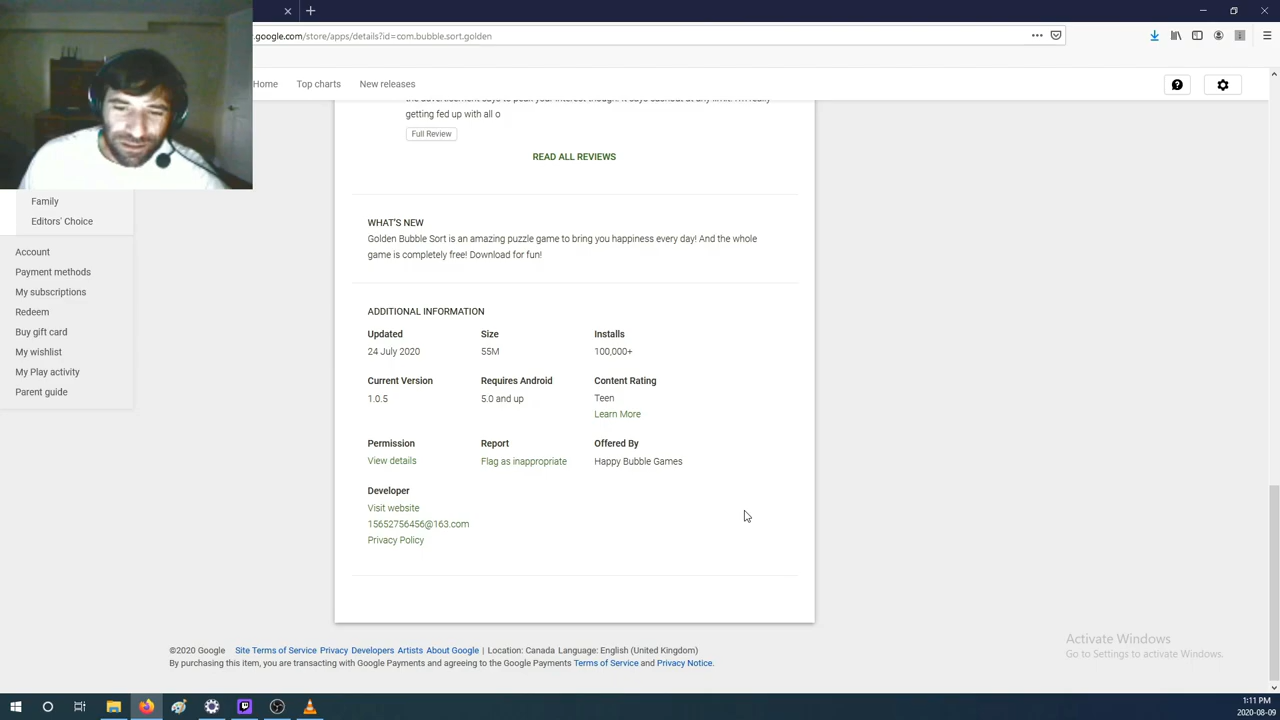 .google.com/store/apps/details?id=com.bubble.sort.golden
Home Top charts New releases
getting fed up with all o
Full Review
READ ALL REVIEWS
Family
Editors' Choice
Account
Payment methods
My subscriptions
Redeem
Buy gift card
My wishlist
My Play activity
Parent guide
WHAT'S NEW
Golden Bubble Sort is an amazing puzzle game to bring you happiness every day! And the whole
game is completely free! Download for fun!
ADDITIONAL INFORMATION
Updated Size Installs
24 July 2020 55M 100,000+
Current Version Requires Android Content Rating
1.0.5 5.0 and up Teen
Learn More
Permission Report Offered By
View details Flag as inappropriate Happy Bubble Games
Developer
Visit website
15652756456@163.com
Privacy Policy
©2020 Google Site Terms of Service Privacy Developers Artists About Google | Location: Canada Language: English (United Kingdom)
By purchasing this item, you are transacting with Google Payments and agreeing to the Google Payments Terms of Service and Privacy Notice.
Activate Windows
Go to Settings to activate Windows.
1:11 PM
2020-08-09